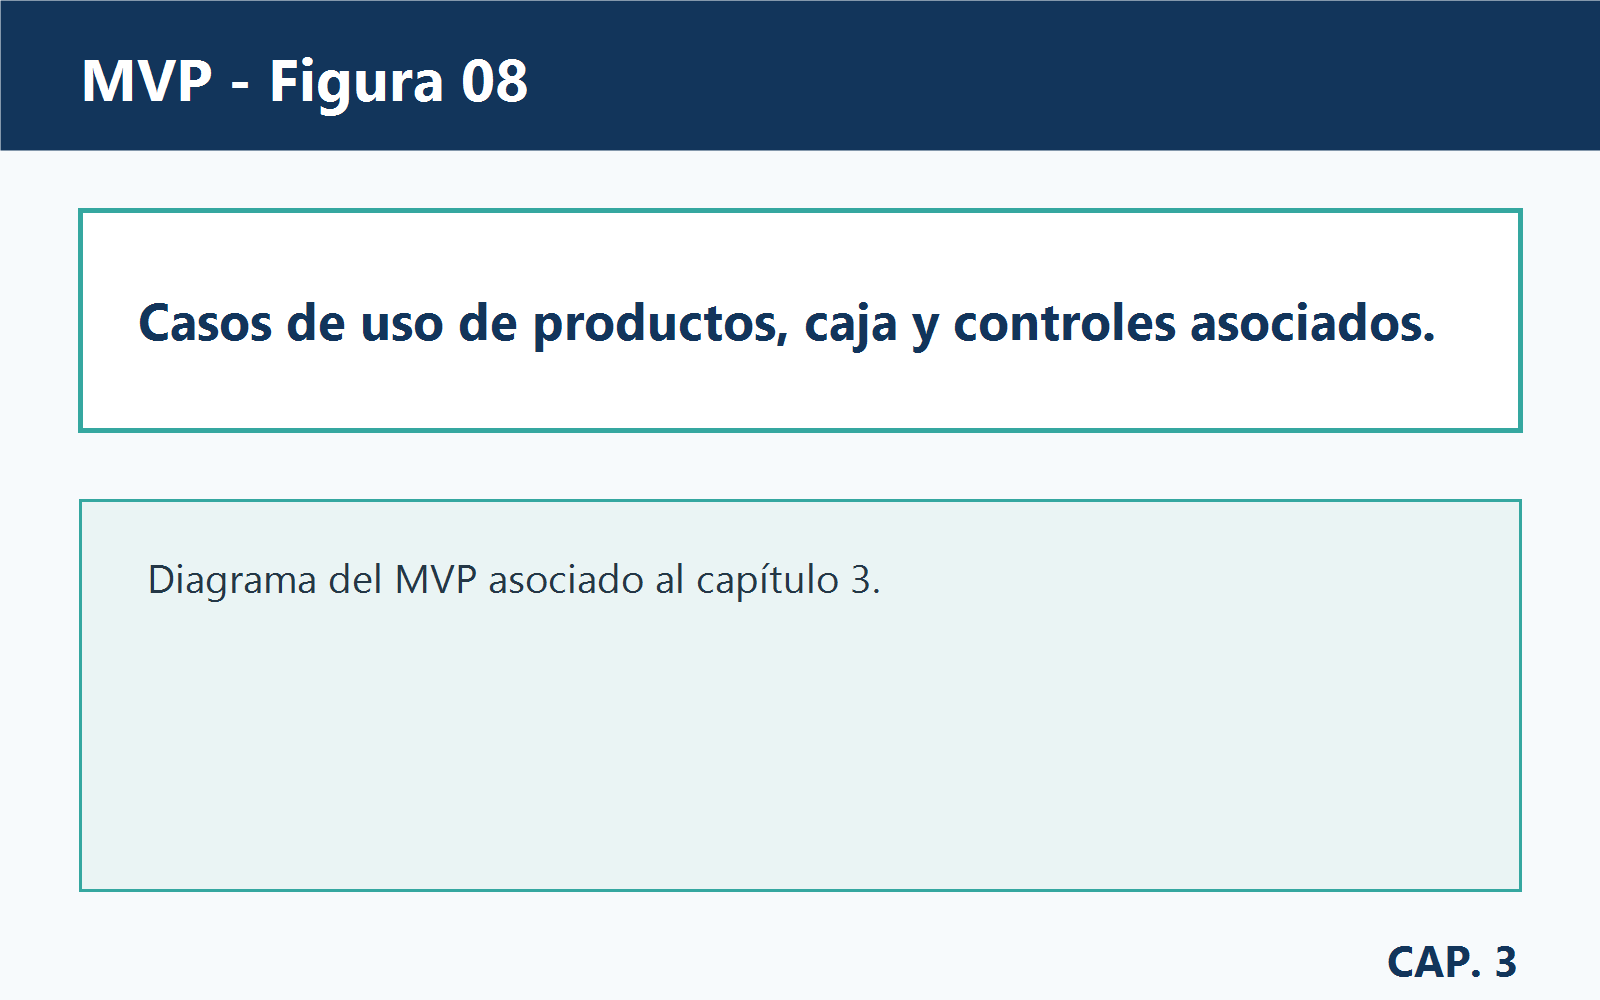 MVP - Figura 08
Casos de uso de productos, caja y controles asociados.
Diagrama del MVP asociado al capítulo 3.
CAP. 3